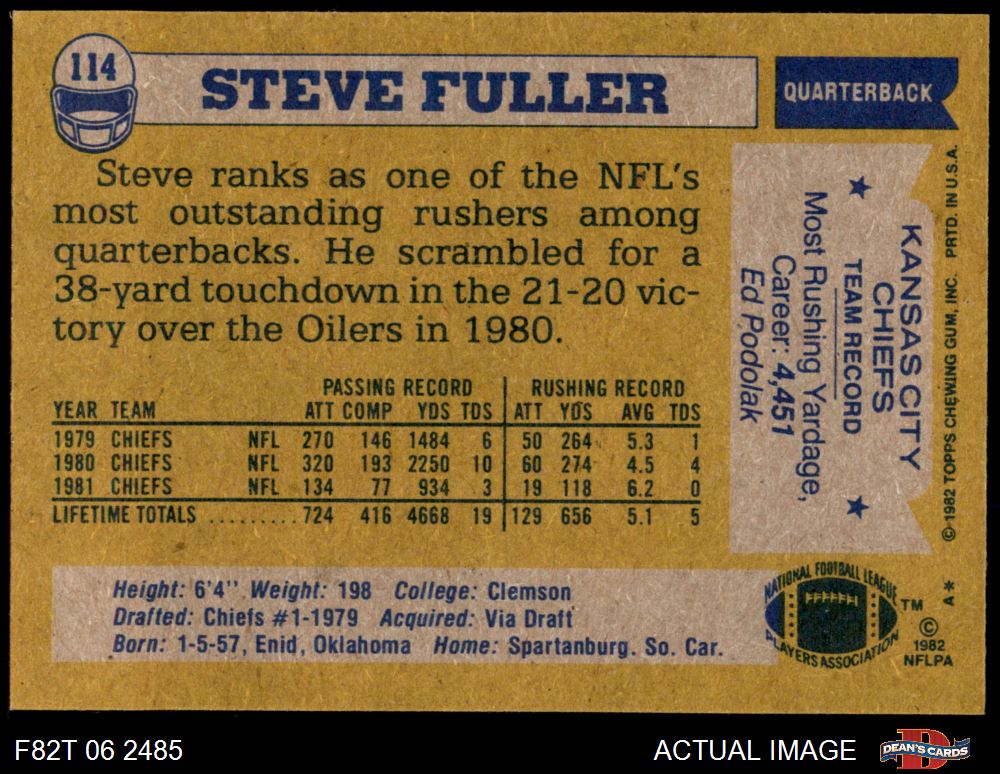 114
STEVE FULLER
QUARTERBACK
Steve ranks as one of the NFL's
most outstanding rushers among
quarterbacks. He scrambled for a
38-yard touchdown in the 21-20 vic-
tory over the Oilers in 1980.
PASSING RECORD RUSHING RECORD
YEAR TEAM ATT COMP YDS TDS ATT YDS AVG TDS
1979 CHIEFS NFL 270 146 1484 6 50 264 5.3 1
1980 CHIEFS NFL 320 193 2250 10 60 274 4.5 4
1981 CHIEFS NFL 134 77 934 3 19 118 6.2 0
LIFETIME TOTALS ......... 724 416 4668 19 129 656 5.1 5
Height: 6'4" Weight: 198 College: Clemson
Drafted: Chiefs #1-1979 Acquired: Via Draft
Born: 1-5-57, Enid, Oklahoma Home: Spartanburg. So. Car.
KANSAS CITY
CHIEFS
TEAM RECORD
Most Rushing Yardage,
Career: 4,451
Ed Podolak
© 1982 TOPPS CHEWING GUM, INC. PRTD. IN U.S.A.
A *
NATIONAL FOOTBALL LEAGUE
PLAYERS ASSOCIATION
TM
©
1982
NFLPA
F82T 06 2485
ACTUAL IMAGE
DEAN'S CARDS